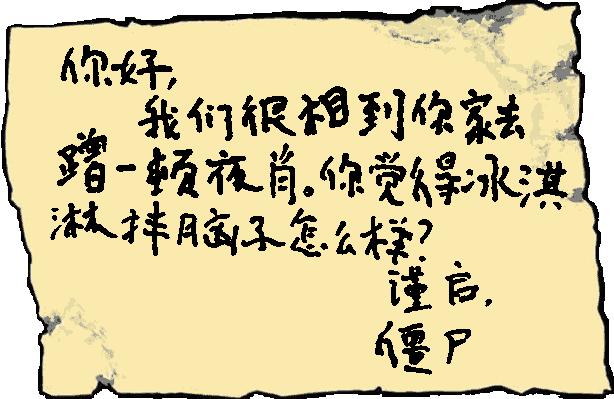 你好,
我们很相到你家去
蹭一顿夜肖。你觉得冰淇
淋拌脑子怎么样?
谨启,
僵尸